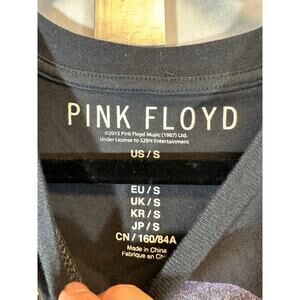 PINK FLOYD
©2013 Pink Floyd Music (1987) Ltd.
Under License to S2BN Entertainment
US / S
EU / S
UK / S
KR / S
JP / S
CN / 160/84A
Made in China
Fabriqué en